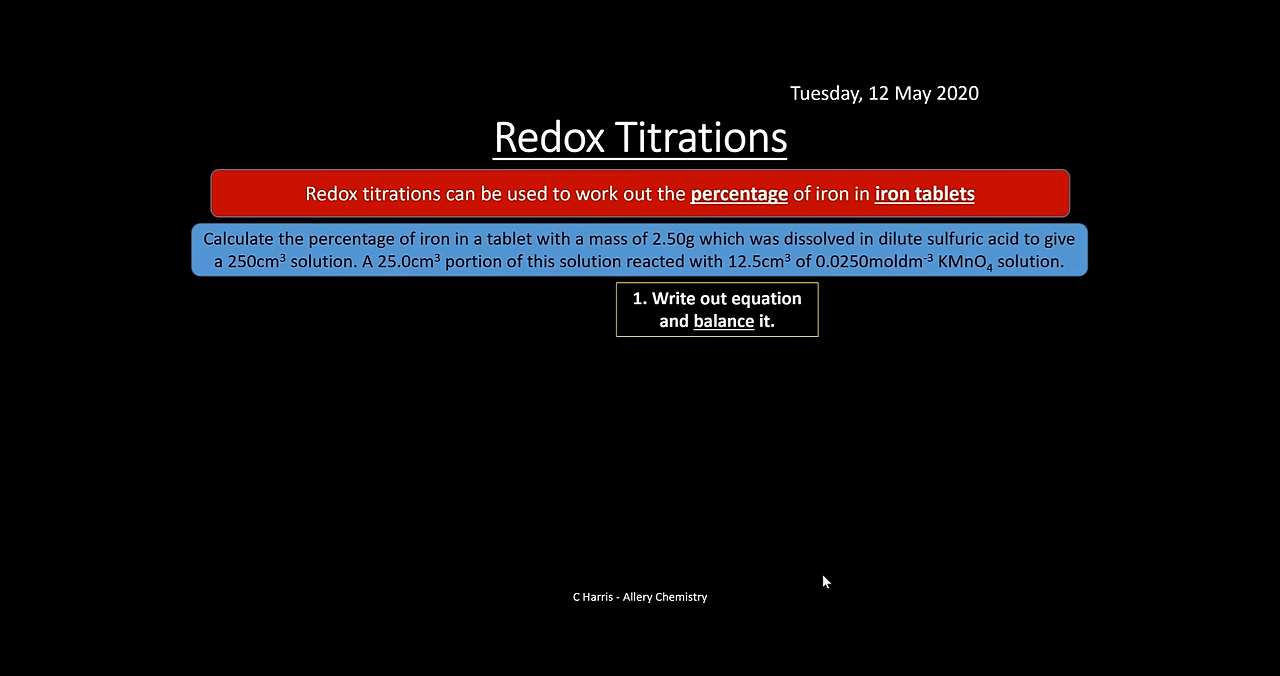 Tuesday, 12 May 2020
Redox Titrations
Redox titrations can be used to work out the percentage of iron in iron tablets
Calculate the percentage of iron in a tablet with a mass of 2.50g which was dissolved in dilute sulfuric acid to give
a 250cm³ solution. A 25.0cm³ portion of this solution reacted with 12.5cm³ of 0.0250moldm⁻³ KMnO₄ solution.
1. Write out equation
and balance it.
C Harris - Allery Chemistry